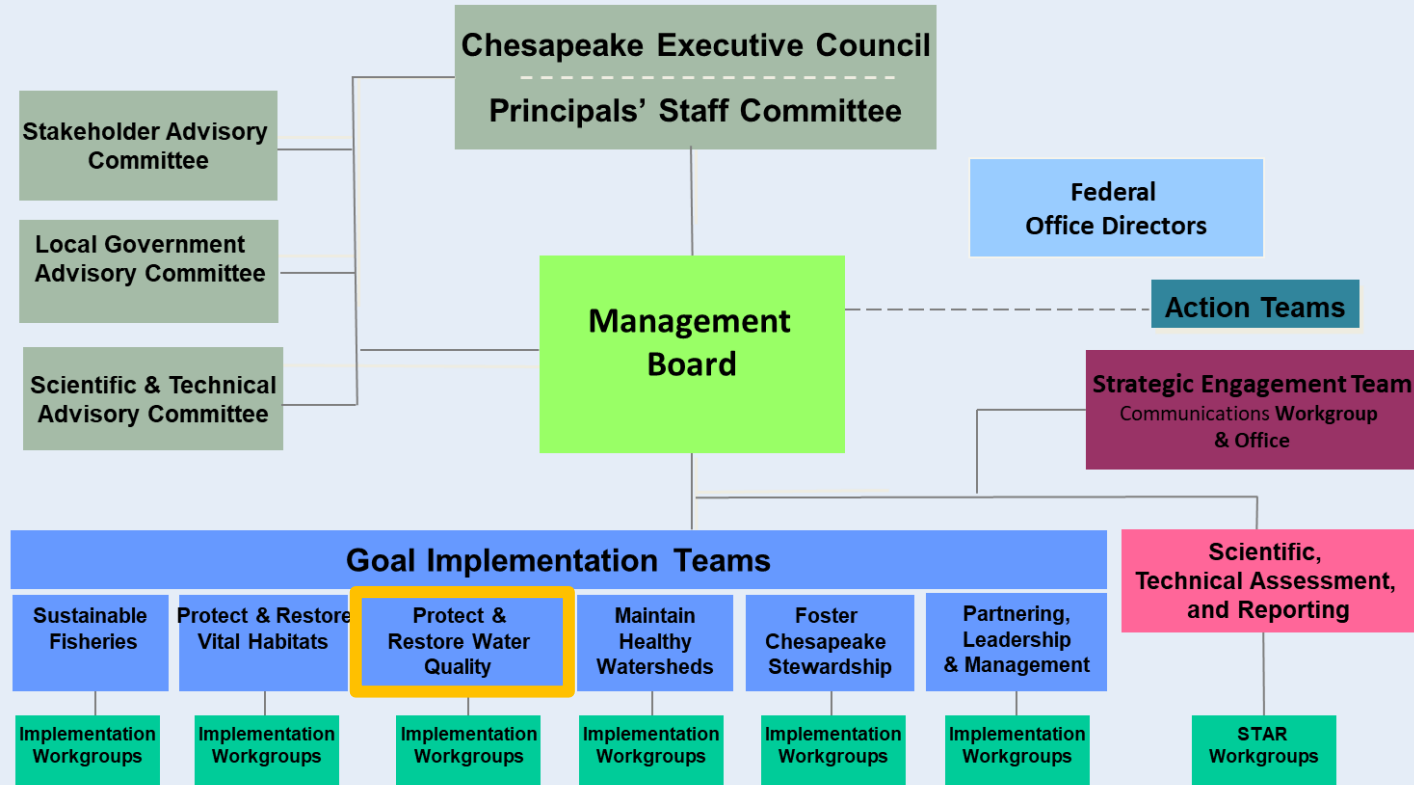 Chesapeake Executive Council
Principals’ Staff Committee
Stakeholder Advisory
Committee
Local Government
Advisory Committee
Scientific & Technical
Advisory Committee
Federal
Office Directors
Management
Board
Action Teams
Strategic Engagement Team
Communications Workgroup
& Office
Goal Implementation Teams
Sustainable
Fisheries
Protect & Restore
Vital Habitats
Protect &
Restore Water
Quality
Maintain
Healthy
Watersheds
Foster
Chesapeake
Stewardship
Partnering,
Leadership
& Management
Scientific,
Technical Assessment,
and Reporting
Implementation
Workgroups
Implementation
Workgroups
Implementation
Workgroups
Implementation
Workgroups
Implementation
Workgroups
Implementation
Workgroups
STAR
Workgroups